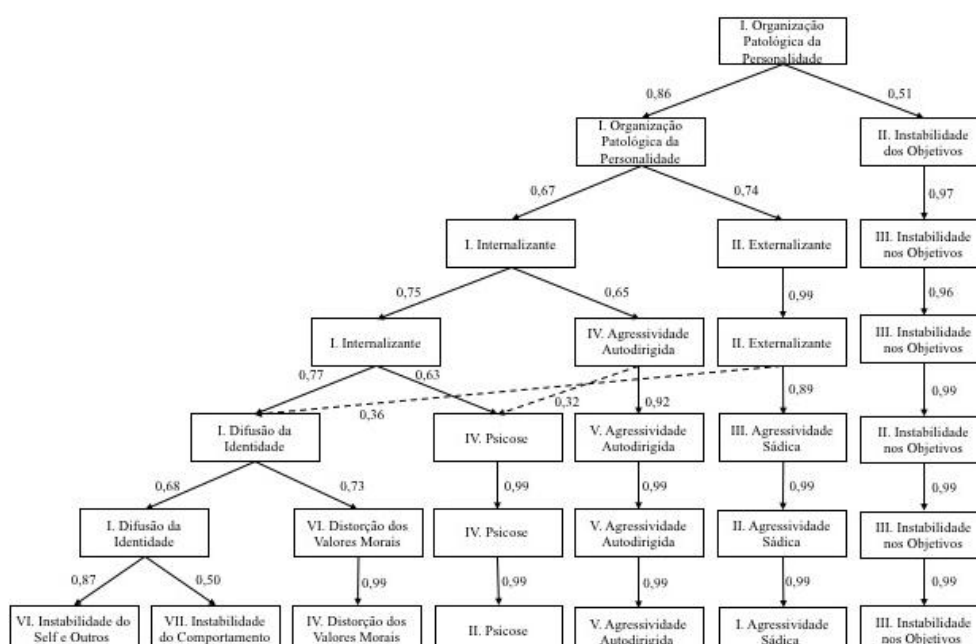 I. Organização
Patológica da
Personalidade
0,86
0,51
I. Organização
Patológica da
Personalidade
II. Instabilidade
dos Objetivos
0,67
0,74
0,97
I. Internalizante
II. Externalizante
III. Instabilidade
nos Objetivos
0,75
0,65
0,99
0,96
I. Internalizante
IV. Agressividade
Autodirigida
II. Externalizante
III. Instabilidade
nos Objetivos
0,77
0,63
0,36
0,32
0,92
0,89
0,99
I. Difusão da
Identidade
IV. Psicose
V. Agressividade
Autodirigida
III. Agressividade
Sádica
II. Instabilidade
nos Objetivos
0,68
0,73
0,99
0,99
0,99
0,99
I. Difusão da
Identidade
VI. Distorção dos
Valores Morais
IV. Psicose
V. Agressividade
Autodirigida
II. Agressividade
Sádica
III. Instabilidade
nos Objetivos
0,87
0,50
0,99
0,99
0,99
0,99
0,99
VI. Instabilidade do
Self e Outros
VII. Instabilidade
do Comportamento
IV. Distorção dos
Valores Morais
II. Psicose
V. Agressividade
Autodirigida
I. Agressividade
Sádica
III. Instabilidade
nos Objetivos